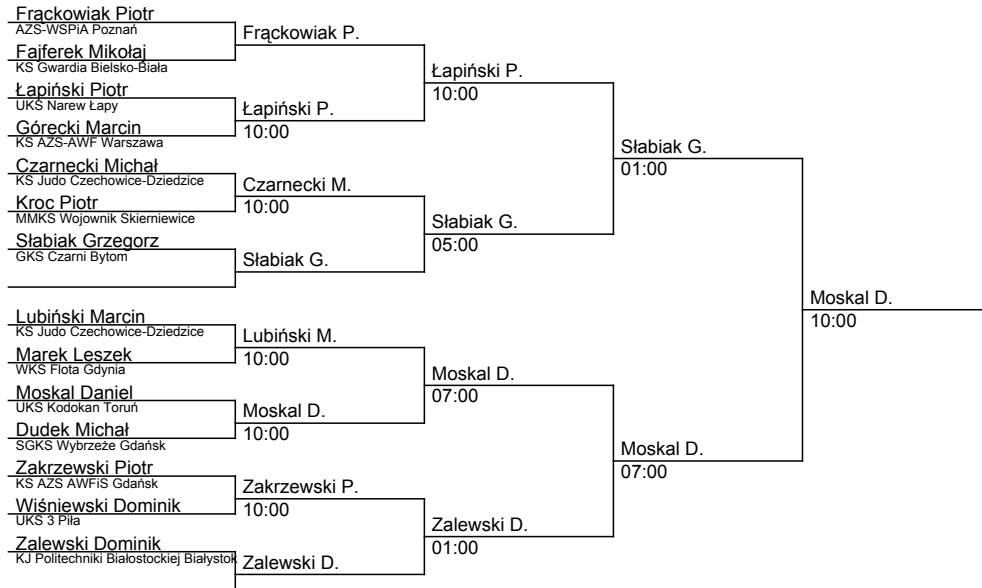 Frąckowiak Piotr
AZS-WSPiA Poznań
Fajferek Mikołaj
KS Gwardia Bielsko-Biała
Łapiński Piotr
UKS Narew Łapy
Górecki Marcin
KS AZS-AWF Warszawa
Czarnecki Michał
KS Judo Czechowice-Dziedzice
Kroc Piotr
MMKS Wojownik Skierniewice
Słabiak Grzegorz
GKS Czarni Bytom
Lubiński Marcin
KS Judo Czechowice-Dziedzice
Marek Leszek
WKS Flota Gdynia
Moskal Daniel
UKS Kodokan Toruń
Dudek Michał
SGKS Wybrzeże Gdańsk
Zakrzewski Piotr
KS AZS AWFiS Gdańsk
Wiśniewski Dominik
UKS 3 Piła
Zalewski Dominik
KJ Politechniki Białostockiej Białystok
Frąckowiak P.
Łapiński P.
10:00
Czarnecki M.
10:00
Słabiak G.
Lubiński M.
10:00
Moskal D.
10:00
Zakrzewski P.
10:00
Zalewski D.
Łapiński P.
10:00
Słabiak G.
05:00
Moskal D.
07:00
Zalewski D.
01:00
Słabiak G.
01:00
Moskal D.
07:00
Moskal D.
10:00